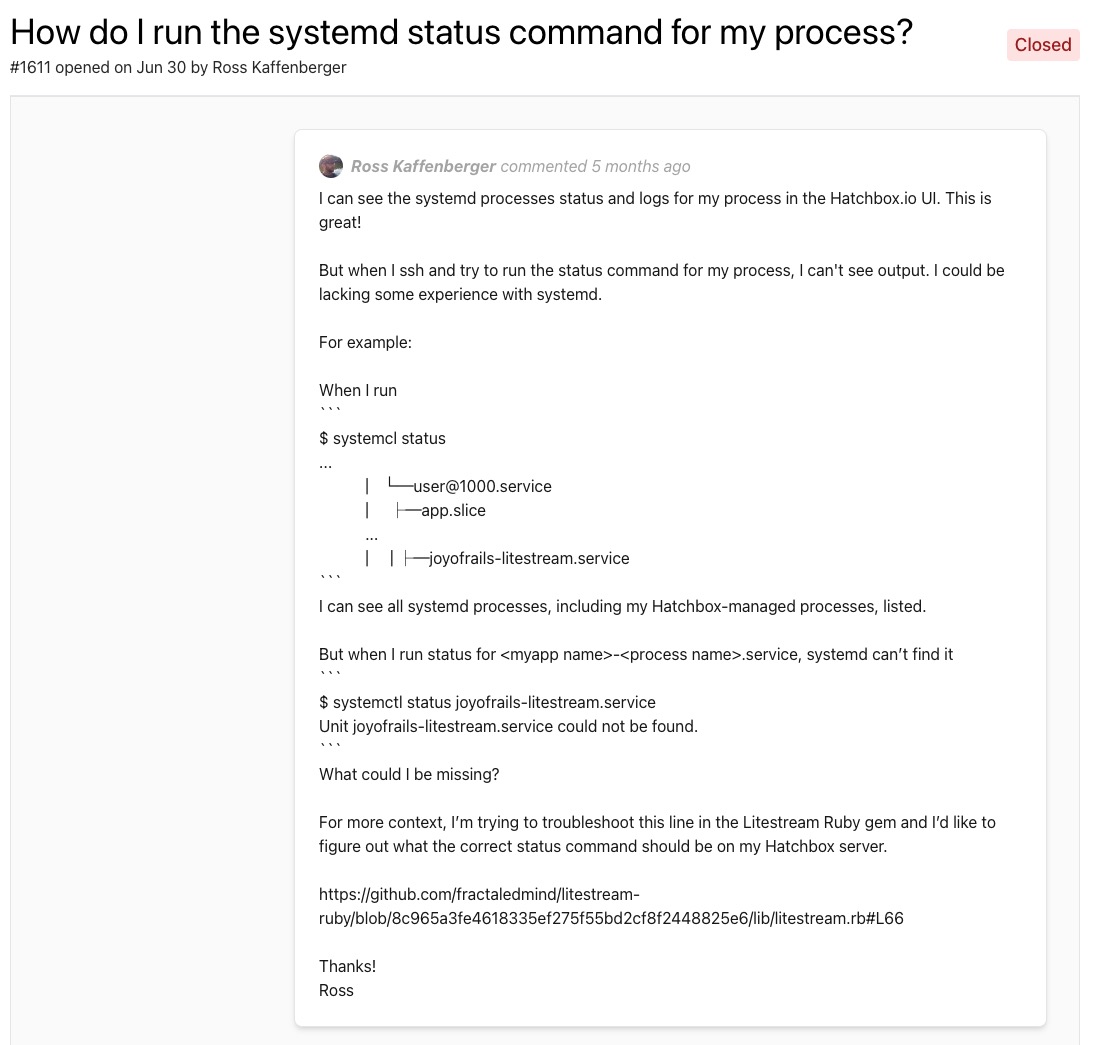 How do I run the systemd status command for my process?
Closed
#1611 opened on Jun 30 by Ross Kaffenberger
Ross Kaffenberger commented 5 months ago
I can see the systemd processes status and logs for my process in the Hatchbox.io UI. This is
great!
But when I ssh and try to run the status command for my process, I can't see output. I could be
lacking some experience with systemd.
For example:
When I run
```
$ systemcl status
...
│ └──user@1000.service
│ ├──app.slice
...
│ │ ├──joyofrails-litestream.service
```
I can see all systemd processes, including my Hatchbox-managed processes, listed.
But when I run status for <myapp name>-<process name>.service, systemd can’t find it
```
$ systemctl status joyofrails-litestream.service
Unit joyofrails-litestream.service could not be found.
```
What could I be missing?
For more context, I’m trying to troubleshoot this line in the Litestream Ruby gem and I’d like to
figure out what the correct status command should be on my Hatchbox server.
https://github.com/fractaledmind/litestream-
ruby/blob/8c965a3fe4618335ef275f55bd2cf8f2448825e6/lib/litestream.rb#L66
Thanks!
Ross